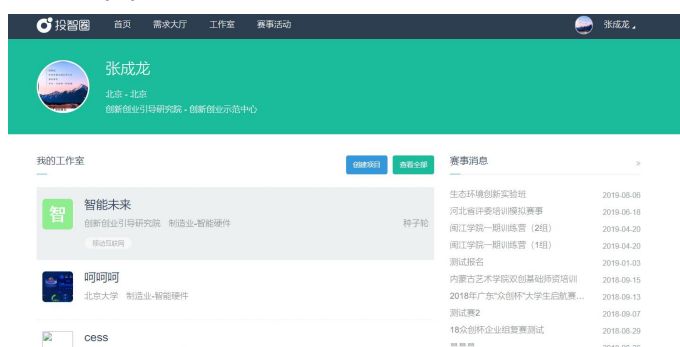 投智圈 首页 需求大厅 工作室 赛事活动 张成龙
张成龙
北京 - 北京
创新创业引导研究院 - 创新创业示范中心
我的工作室 创建项目 查看全部
智 智能未来
创新创业引导研究院 制造业-智能硬件 种子轮
移动互联网
呵呵呵
北京大学 制造业-智能硬件
cess
赛事消息 »
生态环境创新实验班 2019-08-06
河北省评委培训模拟赛事 2019-06-18
闽江学院一期训练营（2组） 2019-04-20
闽江学院一期训练营（1组） 2019-04-20
测试报名 2019-01-03
内蒙古艺术学院双创基础师资培训 2018-09-15
2018年广东“众创杯”大学生启航赛... 2018-09-13
测试赛2 2018-09-07
18众创杯企业组复赛测试 2018-08-29